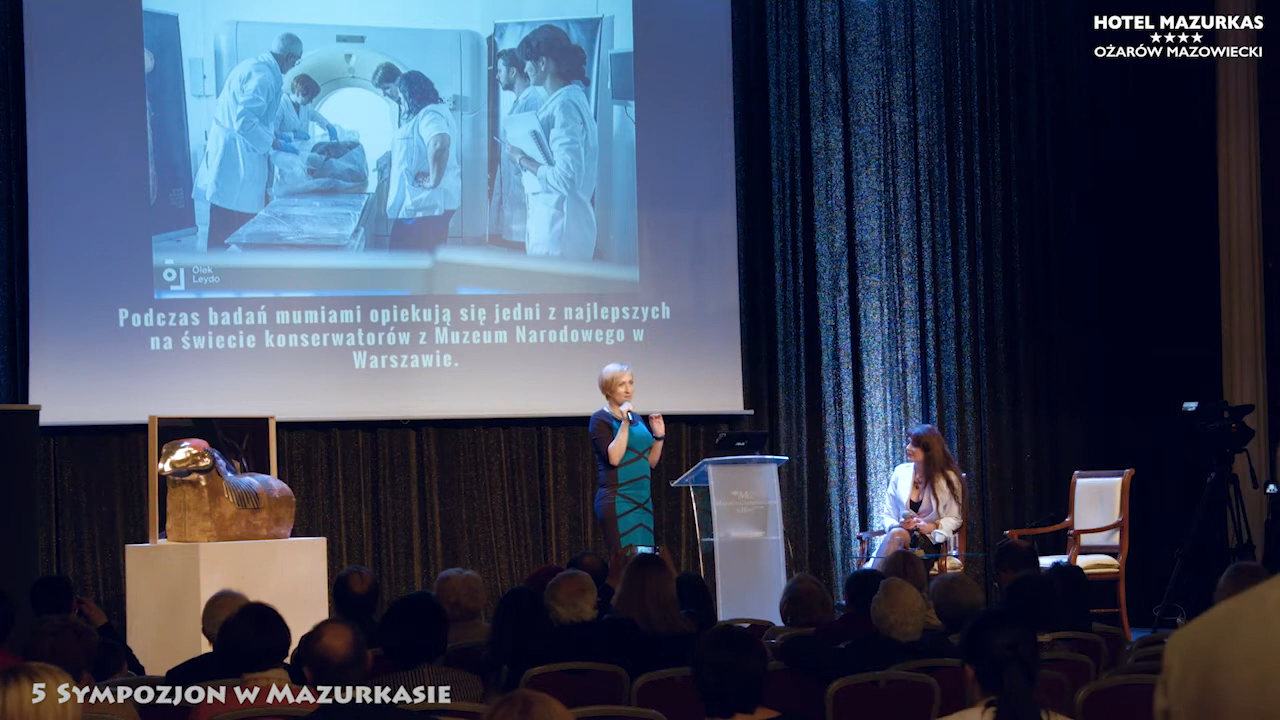 HOTEL MAZURKAS
OŻARÓW MAZOWIECKI
Olek
Leydo
Podczas badań mumiami opiekują się jedni z najlepszych
na świecie konserwatorów z Muzeum Narodowego w
Warszawie.
5 Sympozjon w Mazurkasie